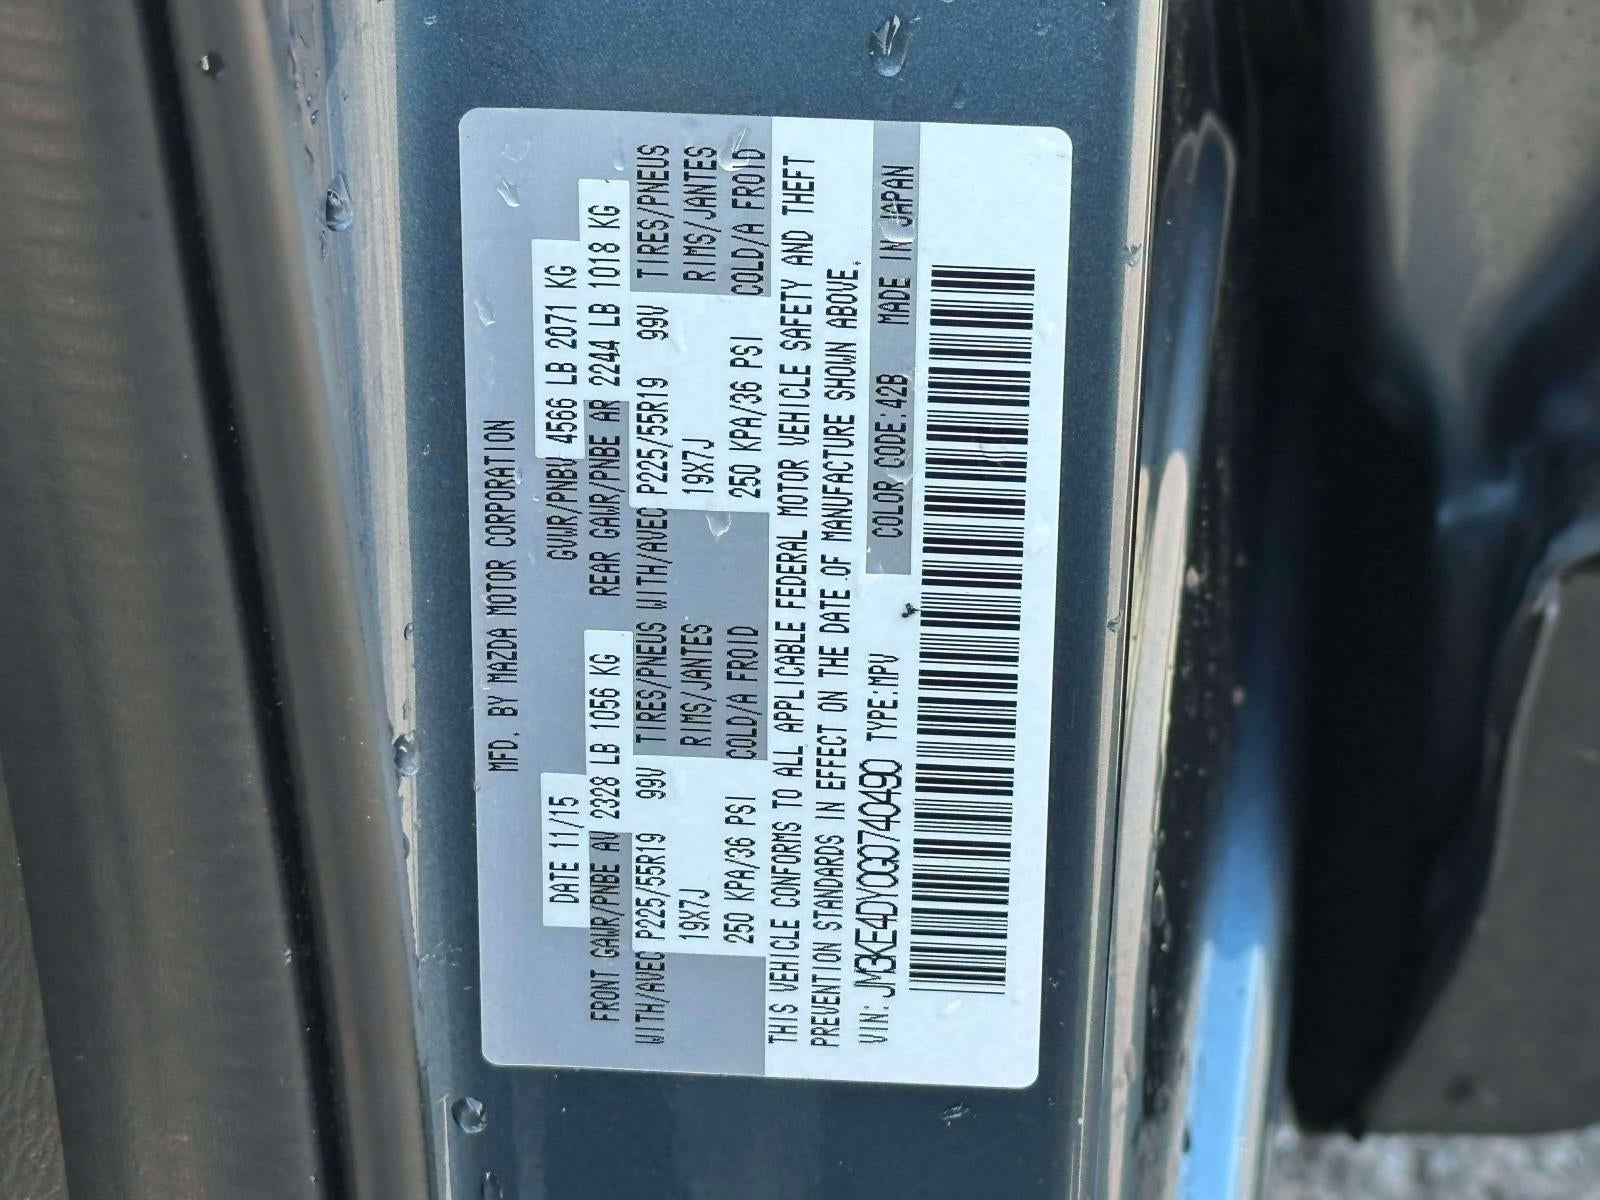 MFD. BY MAZDA MOTOR CORPORATION
DATE 11/15 GVWR/PNBV 4566 LB 2071 KG
FRONT GAWR/PNBE AV 2328 LB 1056 KG REAR GAWR/PNBE AR 2244 LB 1018 KG
WITH/AVEC P225/55R19 99V TIRES/PNEUS WITH/AVEC P225/55R19 99V TIRES/PNEUS
19X7J RIMS/JANTES 19X7J RIMS/JANTES
250 KPA/36 PSI COLD/A FROID 250 KPA/36 PSI COLD/A FROID
THIS VEHICLE CONFORMS TO ALL APPLICABLE FEDERAL MOTOR VEHICLE SAFETY AND THEFT
PREVENTION STANDARDS IN EFFECT ON THE DATE OF MANUFACTURE SHOWN ABOVE.
VIN: JM3KE4DY0G0740490 TYPE:MPV COLOR CODE:42B MADE IN JAPAN